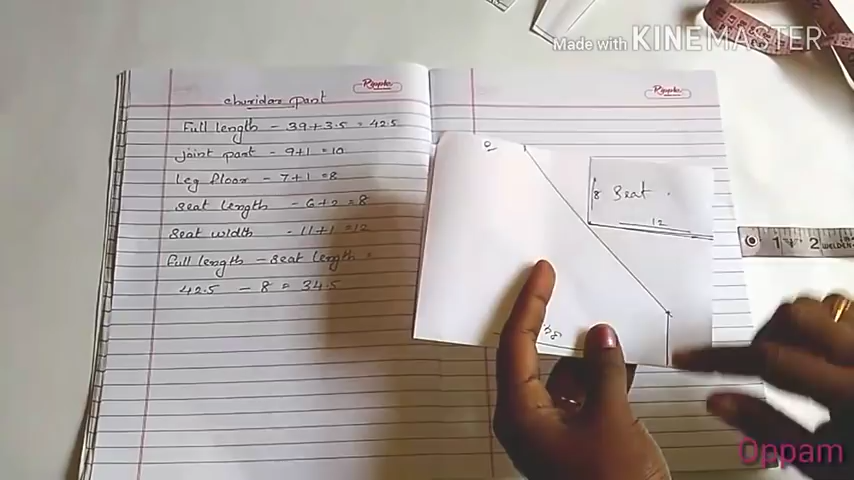 Made with KINEMASTER
Rapple
Rapple
churidar pant
Full length - 39+3.5 = 42.5
joint part - 9+1 = 10
Leg floor - 7+1 = 8
seat length - 6+2 = 8
seat width - 11+1 = 12
Full length - seat length =
42.5 - 8 = 34.5
8 Seat
12
1 2
Oppam